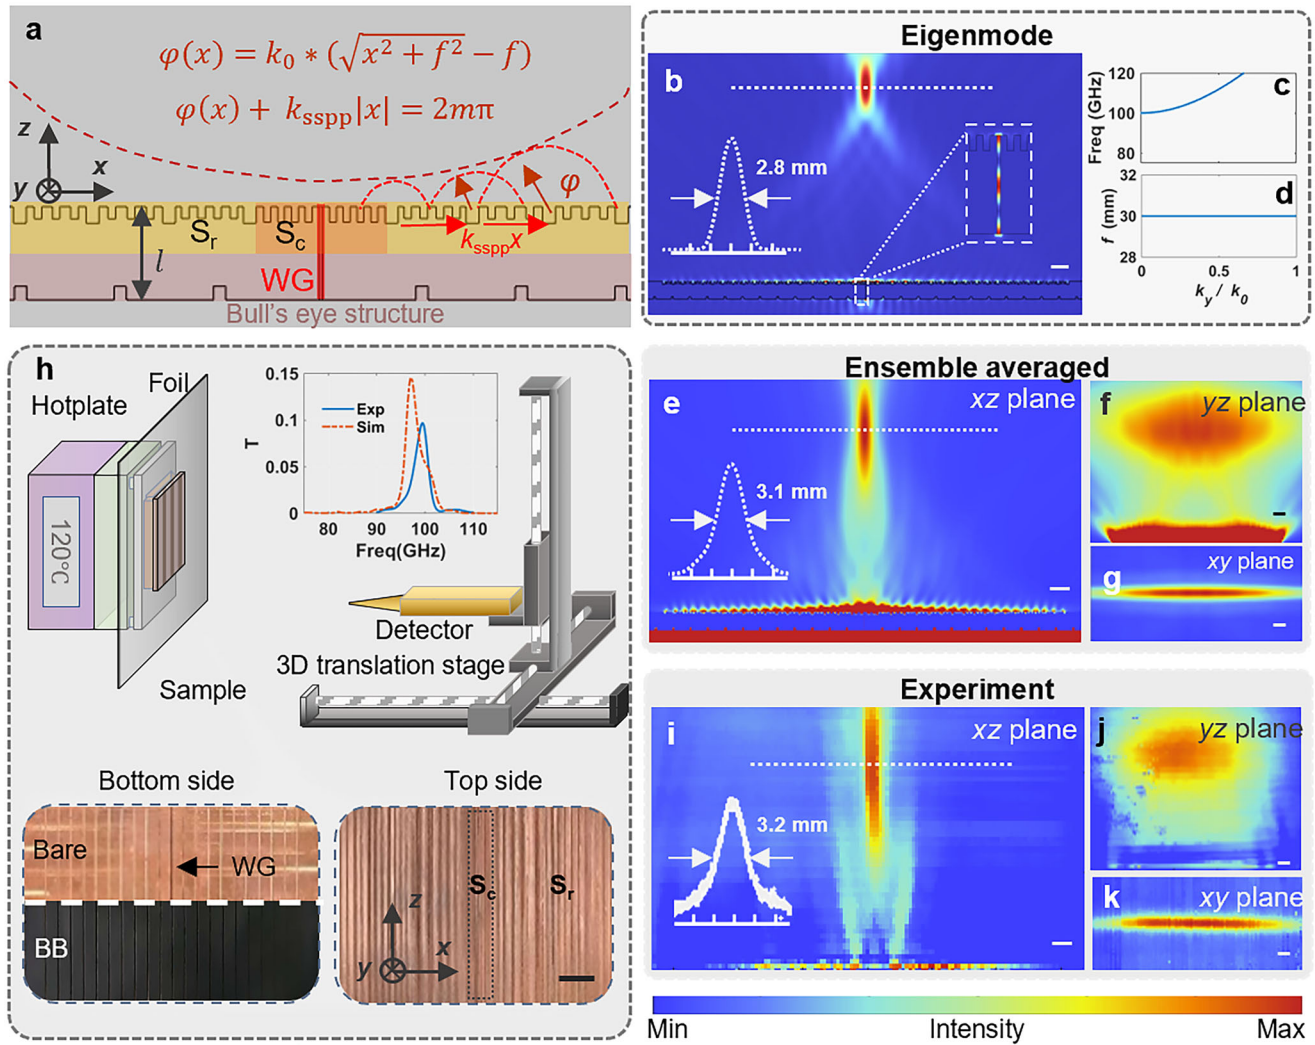 a
φ(x) = k₀ * (√x² + f² − f)
φ(x) + kₛₛₚₚ|x| = 2mπ
z
x
y
φ
Sr
Sc
ksspp x
l
WG
Bull's eye structure
Eigenmode
b
2.8 mm
c
Freq (GHz)
120
100
80
d
f (mm)
32
30
28
0
0.5
1
ky / k0
h
Foil
Hotplate
120°C
Sample
T
0.15
0.1
0.05
0
Exp
Sim
80
90
100
110
Freq(GHz)
Detector
3D translation stage
Bottom side
Top side
Bare
WG
BB
Sc
Sr
z
x
y
Ensemble averaged
e
xz plane
3.1 mm
f
yz plane
g
xy plane
Experiment
i
xz plane
3.2 mm
j
yz plane
k
xy plane
Min
Intensity
Max